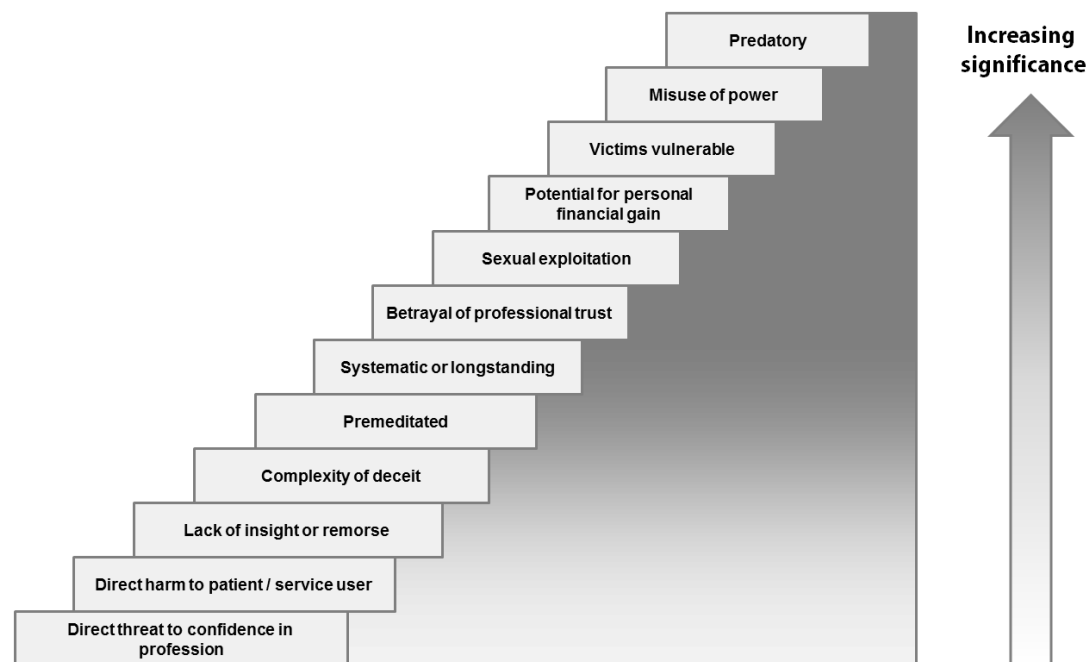 Predatory
Increasing
significance
Misuse of power
Victims vulnerable
Potential for personal
financial gain
Sexual exploitation
Betrayal of professional trust
Systematic or longstanding
Premeditated
Complexity of deceit
Lack of insight or remorse
Direct harm to patient / service user
Direct threat to confidence in
profession